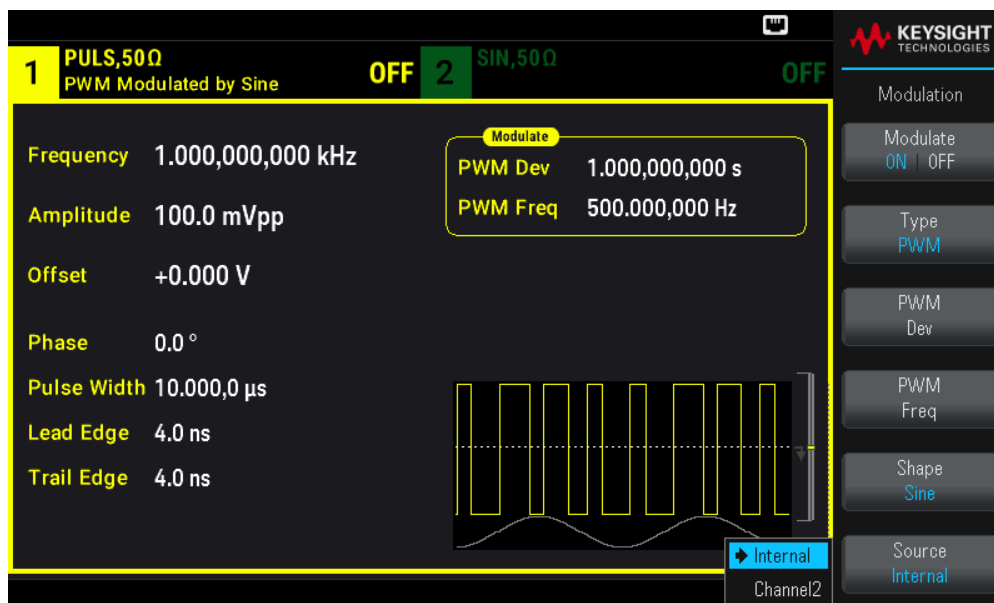 KEYSIGHT
TECHNOLOGIES
1 PULS,50Ω
PWM Modulated by Sine
OFF
2 SIN,50Ω
OFF
Frequency 1.000,000,000 kHz
Amplitude 100.0 mVpp
Offset +0.000 V
Phase 0.0 °
Pulse Width 10.000,0 µs
Lead Edge 4.0 ns
Trail Edge 4.0 ns
Modulate
PWM Dev 1.000,000,000 s
PWM Freq 500.000,000 Hz
Internal
Channel2
Modulation
Modulate
ON | OFF
Type
PWM
PWM
Dev
PWM
Freq
Shape
Sine
Source
Internal